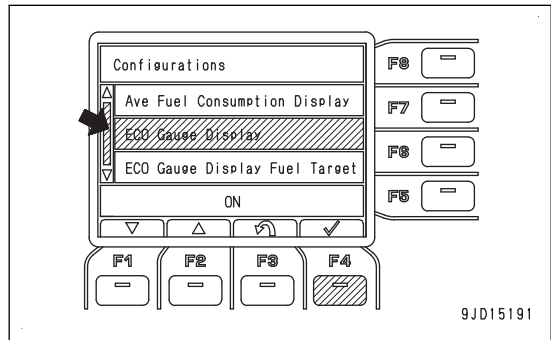 Configurations
F8
Ave Fuel Consumption Display
F7
ECO Gauge Display
F6
ECO Gauge Display Fuel Target
F5
ON
F1 F2 F3 F4
9JD15191